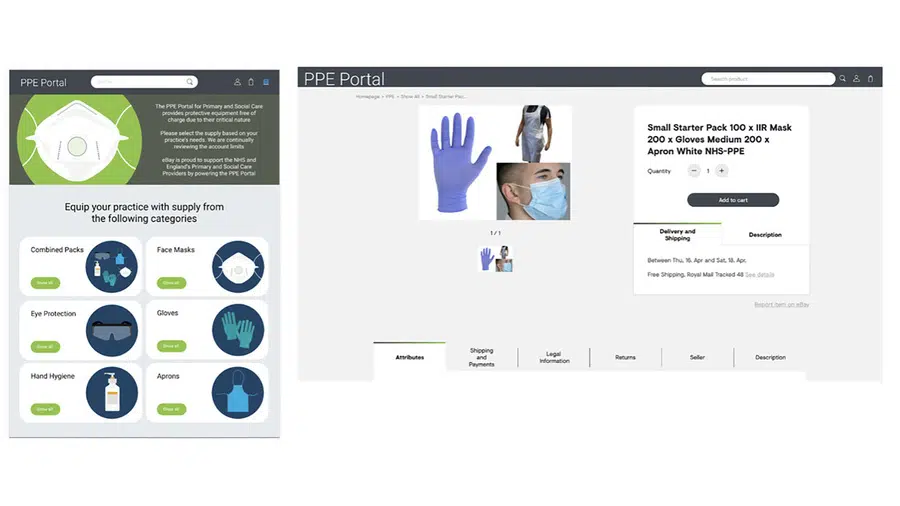 PPE Portal
The PPE Portal for Primary and Social Care
provides protective equipment free of
charge due to their critical nature
Please select the supply based on your
practice's needs. We are continually
reviewing the account limits
eBay is proud to support the NHS and
England's Primary and Social Care
Providers by powering the PPE Portal
Equip your practice with supply from
the following categories
Combined Packs
Show all
Face Masks
Show all
Eye Protection
Show all
Gloves
Show all
Hand Hygiene
Show all
Aprons
Show all
PPE Portal
Search product
Homepage > PPE > Show All > Small Starter Pac...
1 / 1
Small Starter Pack 100 x IIR Mask
200 x Gloves Medium 200 x
Apron White NHS-PPE
Quantity
1
Add to cart
Delivery and
Shipping
Description
Between Thu, 16. Apr and Sat, 18. Apr.
Free Shipping, Royal Mail Tracked 48 See details
Report item on eBay
Attributes
Shipping
and
Payments
Legal
Information
Returns
Seller
Description